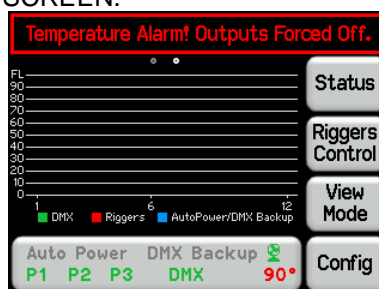 SCREEN:
Temperature Alarm! Outputs Forced Off.
FL
90
80
70
60
50
40
30
20
10
0
1 6 12
DMX Riggers AutoPower/DMX Backup
Status
Riggers
Control
View
Mode
Config
Auto Power DMX Backup
P1 P2 P3 DMX 90°